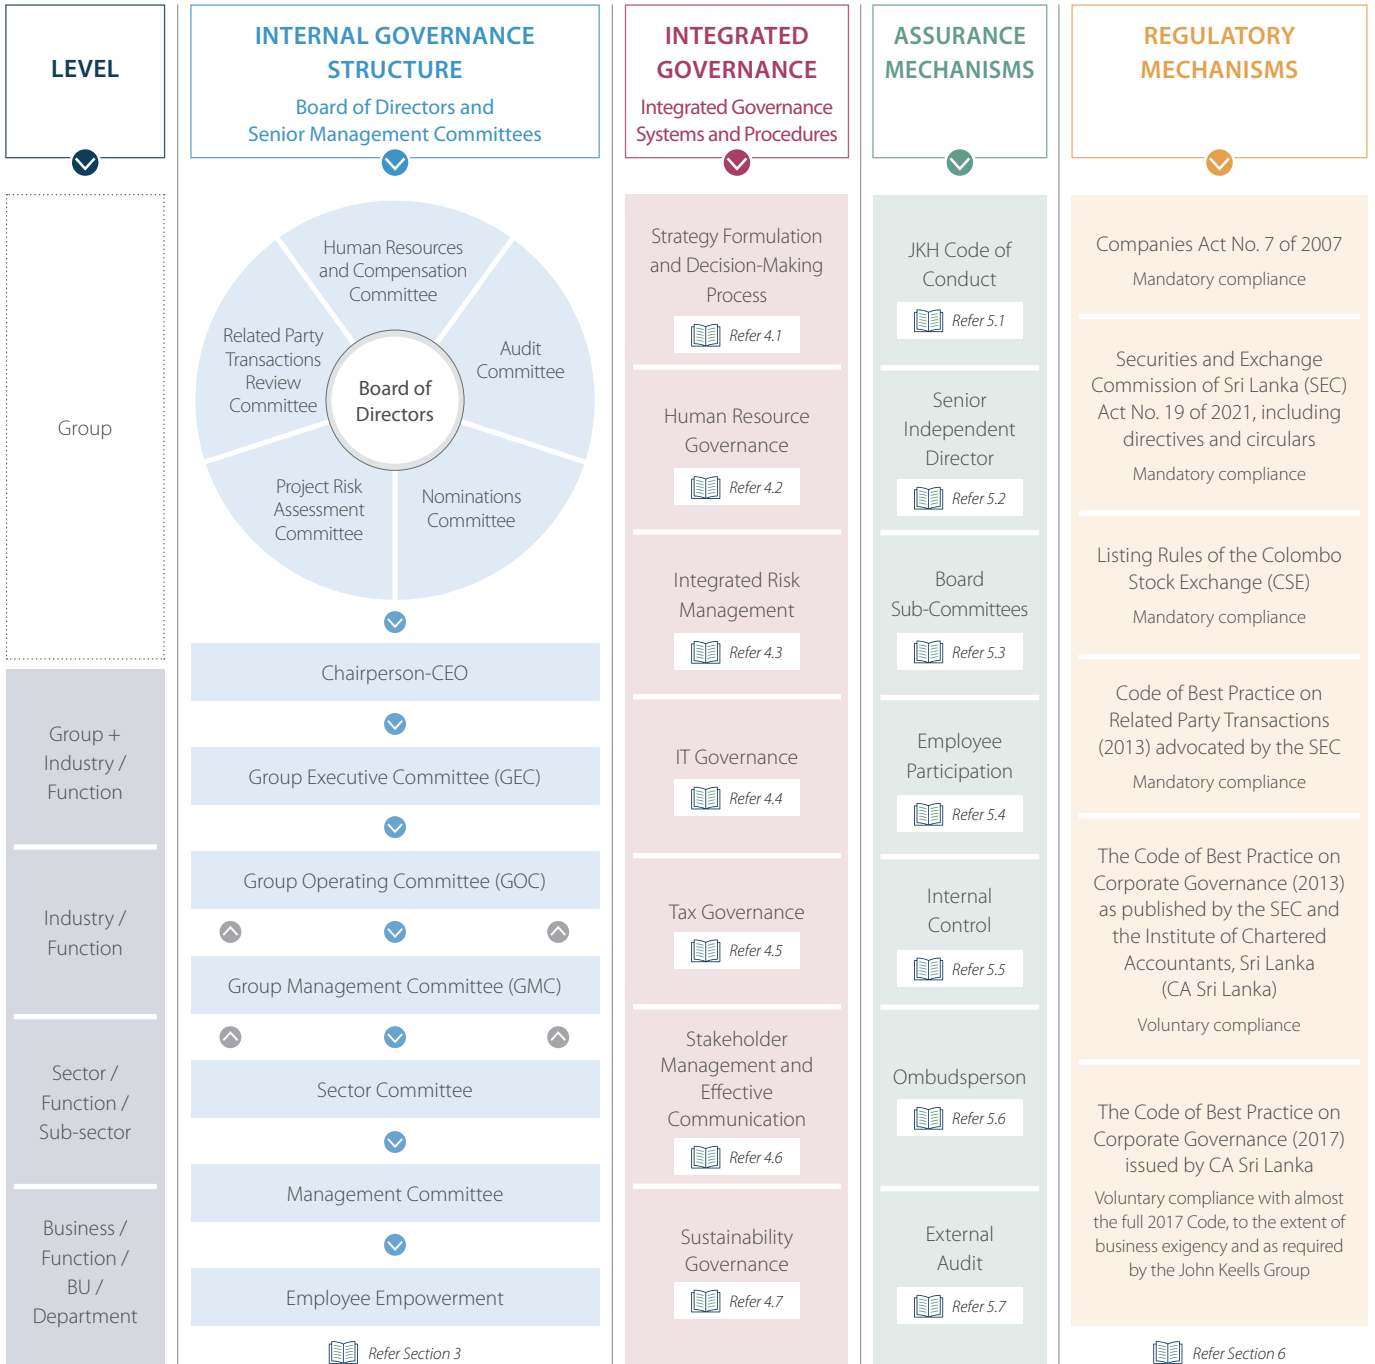 LEVEL
INTERNAL GOVERNANCE
STRUCTURE
Board of Directors and
Senior Management Committees
INTEGRATED
GOVERNANCE
Integrated Governance
Systems and Procedures
ASSURANCE
MECHANISMS
REGULATORY
MECHANISMS
Group
Group +
Industry /
Function
Industry /
Function
Sector /
Function /
Sub-sector
Business /
Function /
BU /
Department
Human Resources
and Compensation
Committee
Related Party
Transactions
Review
Committee
Audit
Committee
Board of
Directors
Project Risk
Assessment
Committee
Nominations
Committee
Chairperson-CEO
Group Executive Committee (GEC)
Group Operating Committee (GOC)
Group Management Committee (GMC)
Sector Committee
Management Committee
Employee Empowerment
Refer Section 3
Strategy Formulation
and Decision-Making
Process
Refer 4.1
Human Resource
Governance
Refer 4.2
Integrated Risk
Management
Refer 4.3
IT Governance
Refer 4.4
Tax Governance
Refer 4.5
Stakeholder
Management and
Effective
Communication
Refer 4.6
Sustainability
Governance
Refer 4.7
JKH Code of
Conduct
Refer 5.1
Senior
Independent
Director
Refer 5.2
Board
Sub-Committees
Refer 5.3
Employee
Participation
Refer 5.4
Internal
Control
Refer 5.5
Ombudsperson
Refer 5.6
External
Audit
Refer 5.7
Companies Act No. 7 of 2007
Mandatory compliance
Securities and Exchange
Commission of Sri Lanka (SEC)
Act No. 19 of 2021, including
directives and circulars
Mandatory compliance
Listing Rules of the Colombo
Stock Exchange (CSE)
Mandatory compliance
Code of Best Practice on
Related Party Transactions
(2013) advocated by the SEC
Mandatory compliance
The Code of Best Practice on
Corporate Governance (2013)
as published by the SEC and
the Institute of Chartered
Accountants, Sri Lanka
(CA Sri Lanka)
Voluntary compliance
The Code of Best Practice on
Corporate Governance (2017)
issued by CA Sri Lanka
Voluntary compliance with almost
the full 2017 Code, to the extent of
business exigency and as required
by the John Keells Group
Refer Section 6